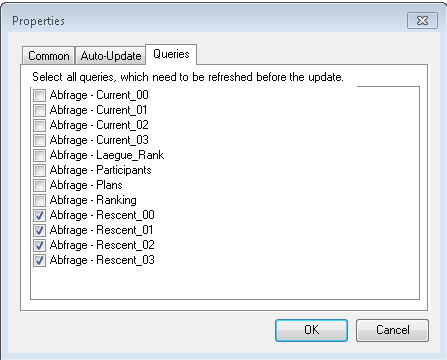 Properties
Common Auto-Update Queries
Select all queries, which need to be refreshed before the update.
Abfrage - Current_00
Abfrage - Current_01
Abfrage - Current_02
Abfrage - Current_03
Abfrage - Laegue_Rank
Abfrage - Participants
Abfrage - Plans
Abfrage - Ranking
Abfrage - Rescent_00
Abfrage - Rescent_01
Abfrage - Rescent_02
Abfrage - Rescent_03
OK Cancel